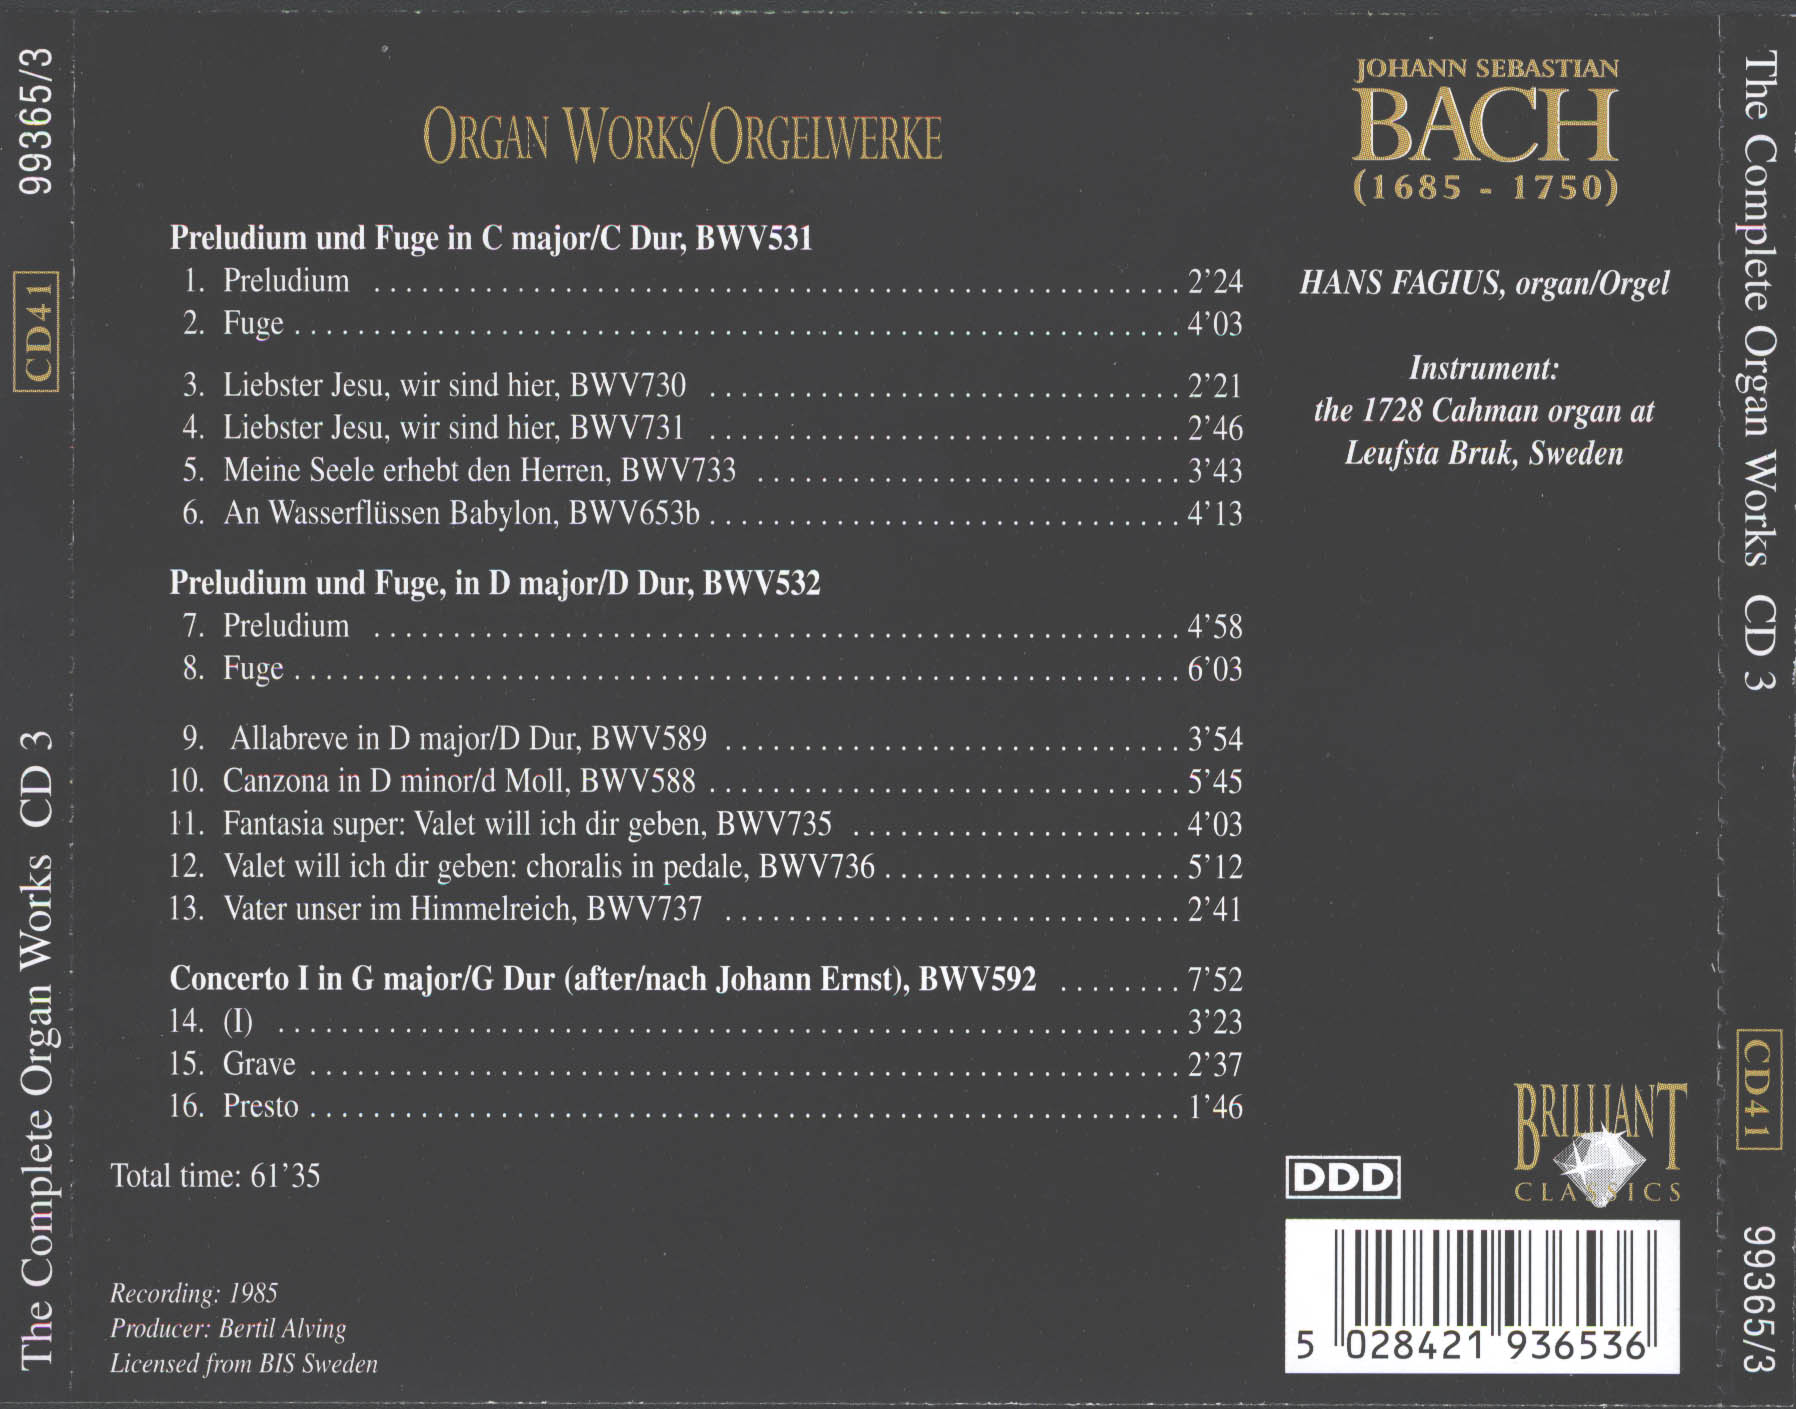 99365/3
CD41
The Complete Organ Works CD 3
ORGAN WORKS/ORGELWERKE
Preludium und Fuge in C major/C Dur, BWV531
1. Preludium 2'24
2. Fuge 4'03
3. Liebster Jesu, wir sind hier, BWV730 2'21
4. Liebster Jesu, wir sind hier, BWV731 2'46
5. Meine Seele erhebt den Herren, BWV733 3'43
6. An Wasserflüssen Babylon, BWV653b 4'13
Preludium und Fuge, in D major/D Dur, BWV532
7. Preludium 4'58
8. Fuge 6'03
9. Allabreve in D major/D Dur, BWV589 3'54
10. Canzona in D minor/d Moll, BWV588 5'45
11. Fantasia super: Valet will ich dir geben, BWV735 4'03
12. Valet will ich dir geben: choralis in pedale, BWV736 5'12
13. Vater unser im Himmelreich, BWV737 2'41
Concerto I in G major/G Dur (after/nach Johann Ernst), BWV592 7'52
14. (I) 3'23
15. Grave 2'37
16. Presto 1'46
Total time: 61'35
Recording: 1985
Producer: Bertil Alving
Licensed from BIS Sweden
JOHANN SEBASTIAN
BACH
(1685 - 1750)
HANS FAGIUS, organ/Orgel
Instrument:
the 1728 Cahman organ at
Leufsta Bruk, Sweden
DDD
BRILLIANT
CLASSICS
5 028421 936536
The Complete Organ Works CD 3
CD41
99365/3